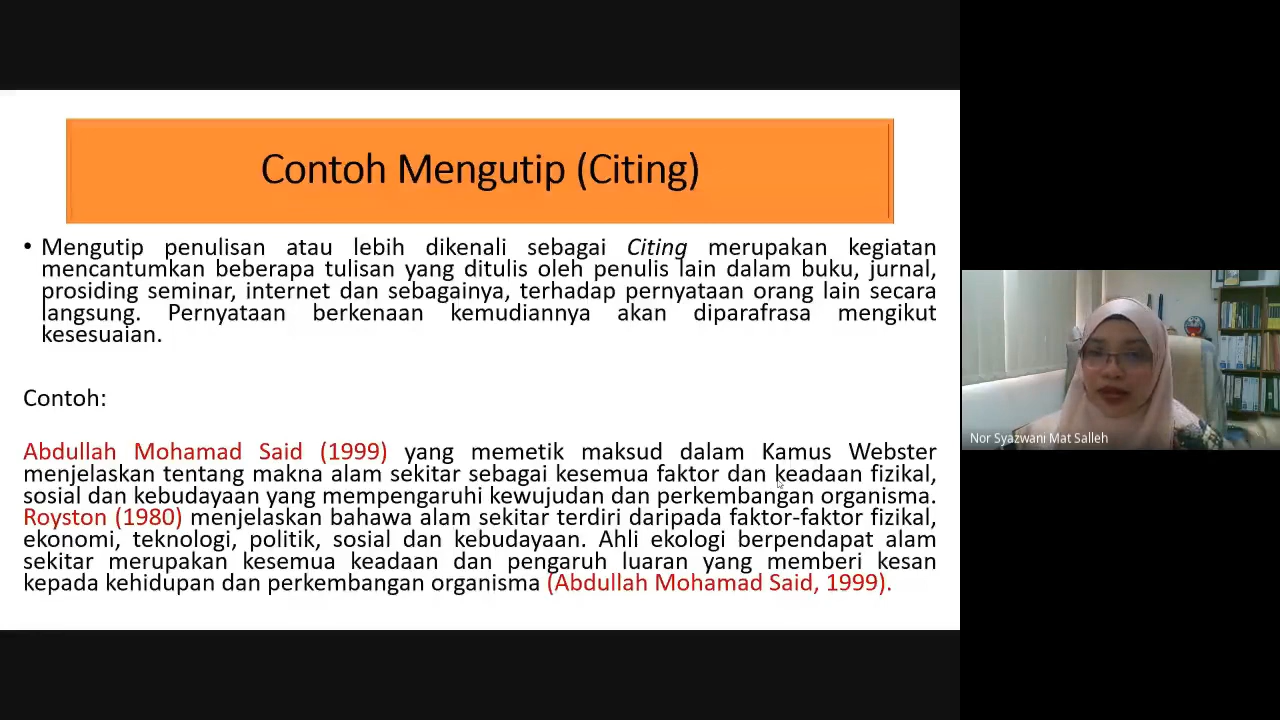 Contoh Mengutip (Citing)
• Mengutip penulisan atau lebih dikenali sebagai Citing merupakan kegiatan
mencantumkan beberapa tulisan yang ditulis oleh penulis lain dalam buku, jurnal,
prosiding seminar, internet dan sebagainya, terhadap pernyataan orang lain secara
langsung. Pernyataan berkenaan kemudiannya akan diparafrasa mengikut
kesesuaian.
Contoh:
Abdullah Mohamad Said (1999) yang memetik maksud dalam Kamus Webster
menjelaskan tentang makna alam sekitar sebagai kesemua faktor dan keadaan fizikal,
sosial dan kebudayaan yang mempengaruhi kewujudan dan perkembangan organisma.
Royston (1980) menjelaskan bahawa alam sekitar terdiri daripada faktor-faktor fizikal,
ekonomi, teknologi, politik, sosial dan kebudayaan. Ahli ekologi berpendapat alam
sekitar merupakan kesemua keadaan dan pengaruh luaran yang memberi kesan
kepada kehidupan dan perkembangan organisma (Abdullah Mohamad Said, 1999).
Nor Syazwani Mat Salleh